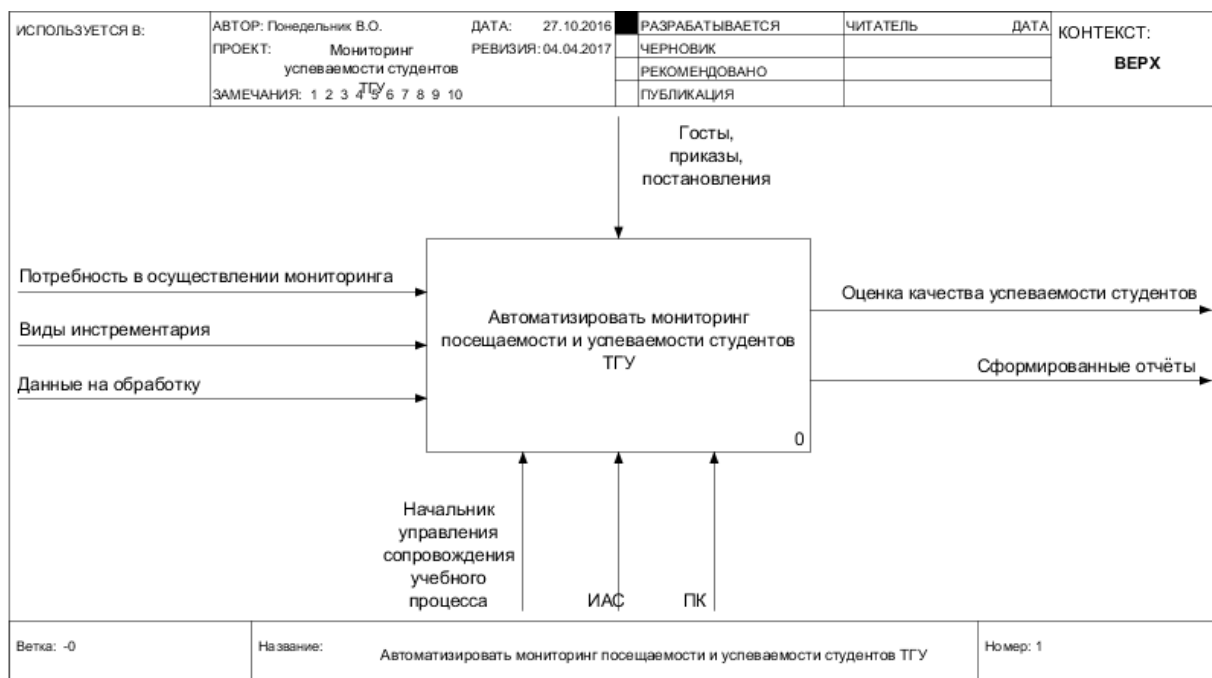 ИСПОЛЬЗУЕТСЯ В:
АВТОР: Понедельник В.О.
ДАТА: 27.10.2016
ПРОЕКТ: Мониторинг
успеваемости студентов
ТГУ
РЕВИЗИЯ: 04.04.2017
ЗАМЕЧАНИЯ: 1 2 3 4 5 6 7 8 9 10
РАЗРАБАТЫВАЕТСЯ
ЧЕРНОВИК
РЕКОМЕНДОВАНО
ПУБЛИКАЦИЯ
ЧИТАТЕЛЬ ДАТА
КОНТЕКСТ:
ВЕРХ
Госты,
приказы,
постановления
Потребность в осуществлении мониторинга
Виды инстрементария
Данные на обработку
Автоматизировать мониторинг
посещаемости и успеваемости студентов
ТГУ
0
Оценка качества успеваемости студентов
Сформированные отчёты
Начальник
управления
сопровождения
учебного
процесса
ИАС
ПК
Ветка: -0
Название:
Автоматизировать мониторинг посещаемости и успеваемости студентов ТГУ
Номер: 1